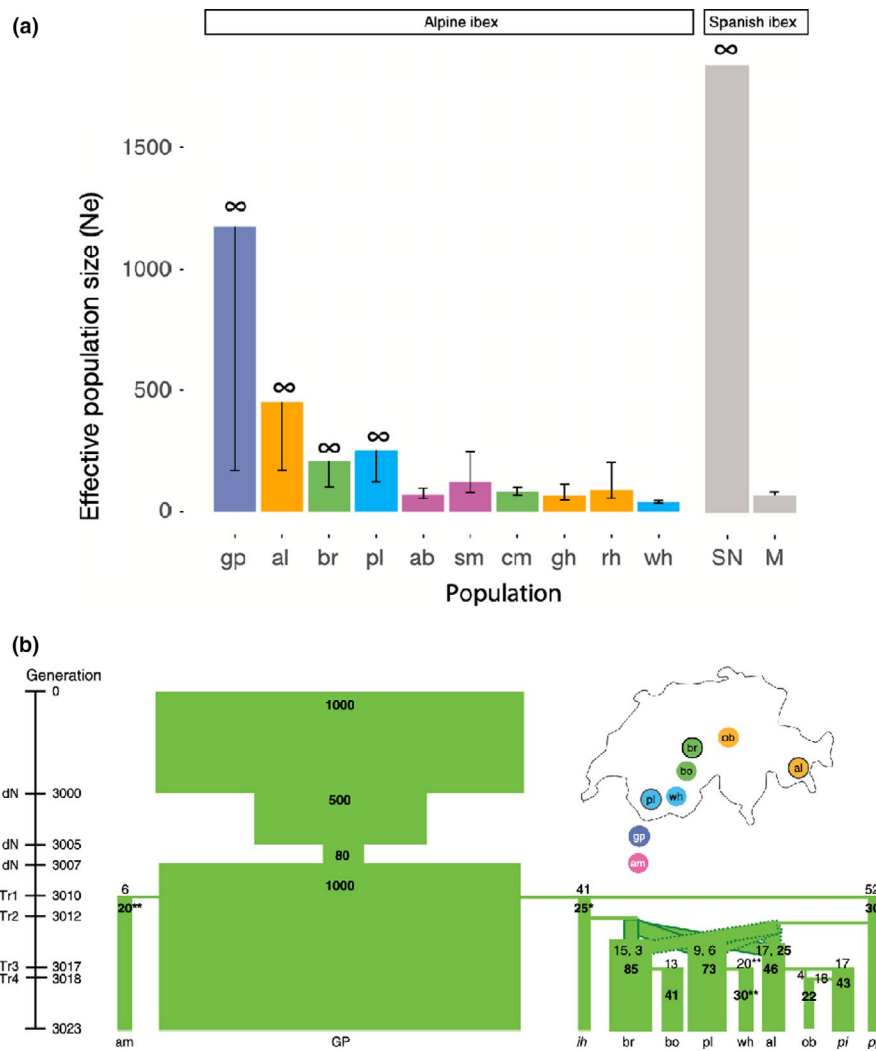 (a)
Alpine ibex
Spanish ibex
∞
∞
∞
∞
∞
Effective population size (Ne)
1500 -
1000 -
500 -
0 -
gp al br pl ab sm cm gh rh wh SN M
Population
(b)
Generation
0
dN 3000
dN 3005
dN 3007
Tr1 3010
Tr2 3012
Tr3 3017
Tr4 3018
3023
1000
500
80
1000
br
ob
bo
al
pl
wh
gp
am
6
20**
41
25*
52
30
15, 3
85
13
41
9, 6
73
20**
30**
17, 25
46
4
18
22
17
43
am GP ih br bo pl wh al ob pi